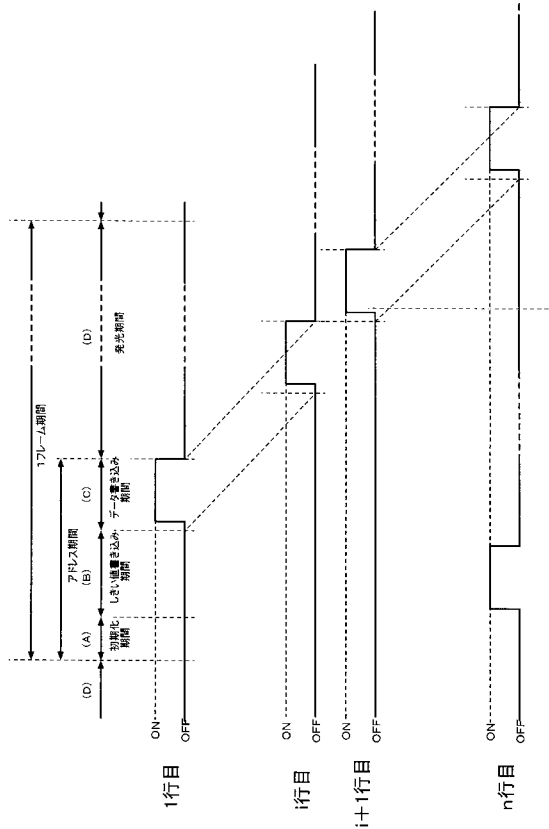 1フレーム期間
アドレス期間
(D)
(A)
(B)
(C)
(D)
初期化
期間
しきい値書き込み
期間
データ書き込み
期間
発光期間
1行目
ON
OFF
i行目
ON
OFF
i+1行目
ON
OFF
n行目
ON
OFF